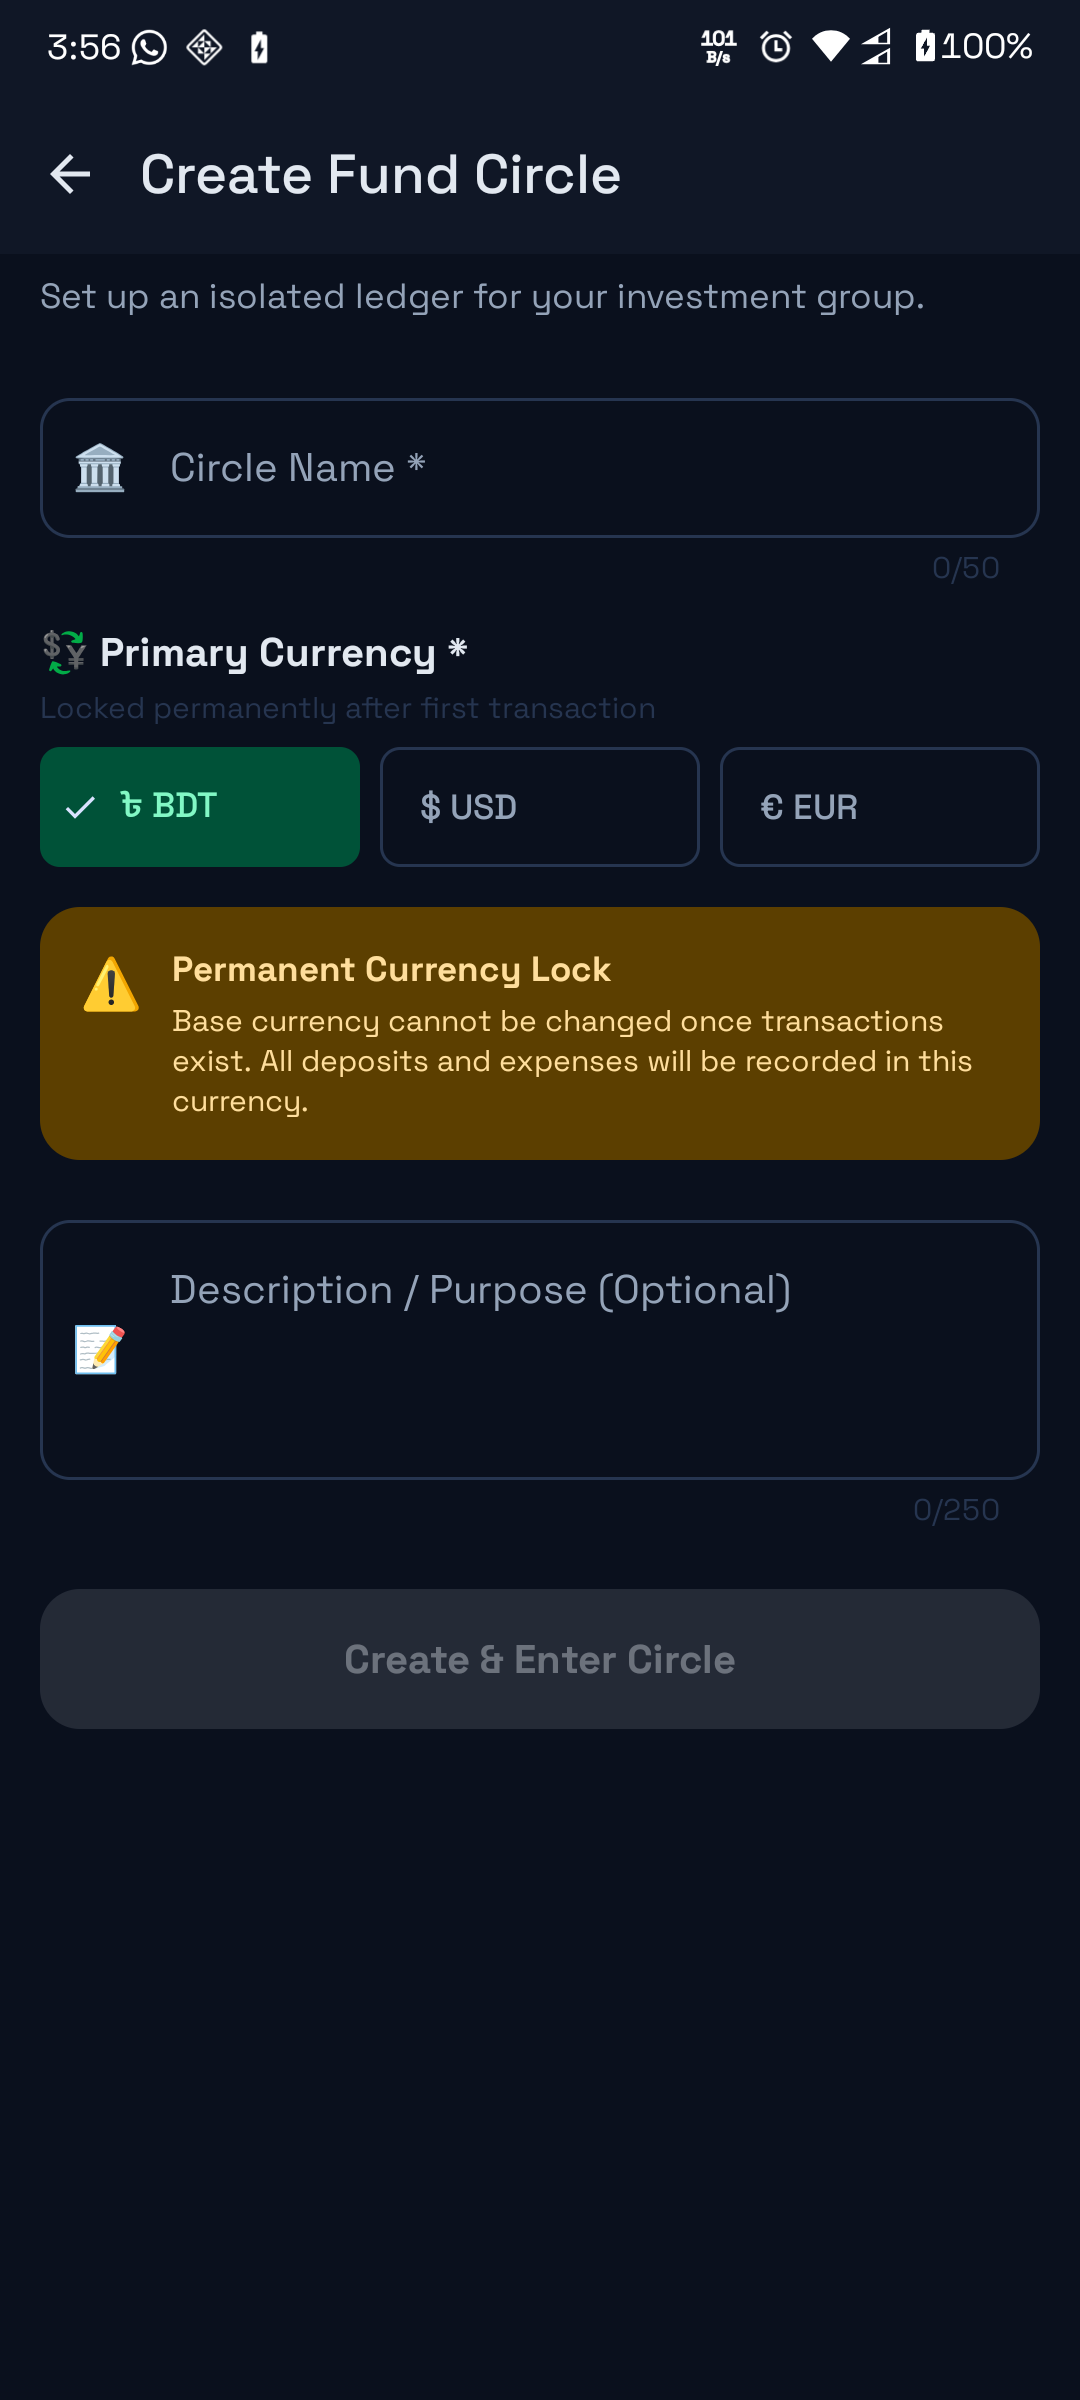 3:56
101
B/s
100%
Create Fund Circle
Set up an isolated ledger for your investment group.
Circle Name *
0/50
Primary Currency *
Locked permanently after first transaction
৳ BDT
$ USD
€ EUR
Permanent Currency Lock
Base currency cannot be changed once transactions
exist. All deposits and expenses will be recorded in this
currency.
Description / Purpose (Optional)
0/250
Create & Enter Circle